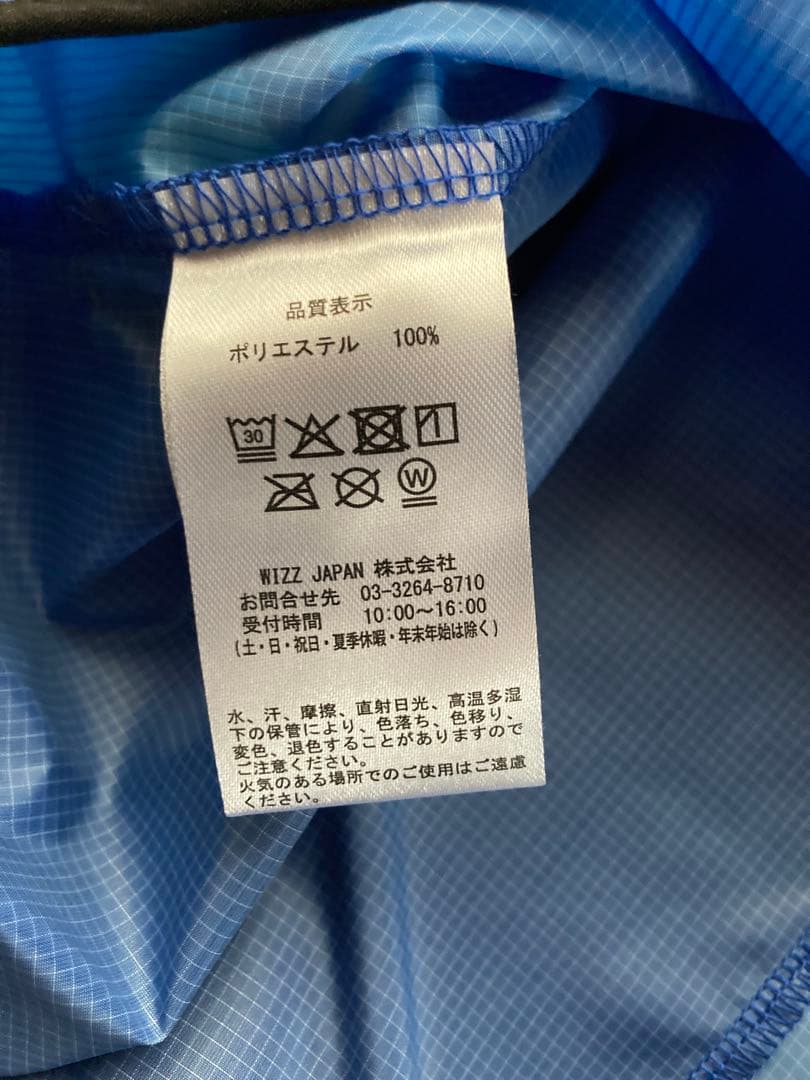 品質表示
ポリエステル 100%
30
W
WIZZ JAPAN 株式会社
お問合せ先 03-3264-8710
受付時間 10:00〜16:00
(土・日・祝日・夏季休暇・年末年始は除く)
水、汗、摩擦、直射日光、高温多湿
下の保管により、色落ち、色移り、
変色、退色することがありますので
ご注意ください。
火気のある場所でのご使用はご遠慮
ください。